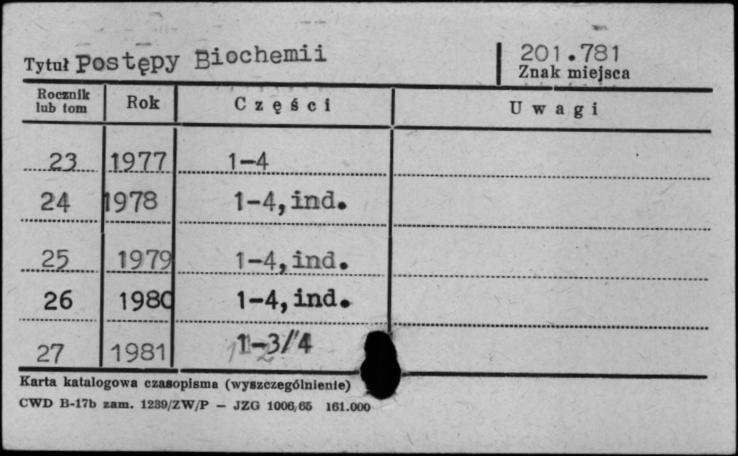 Tytuł Postępy Biochemii 201.781
Znak miejsca
Rocznik lub tom Rok Części Uwagi
23 1977 1-4
24 1978 1-4, ind.
25 1979 1-4, ind.
26 1980 1-4, ind.
27 1981 1-3/4
Karta katalogowa czasopisma (wyszczególnienie)
CWD B-17b zam. 1239/ZW/P — JZG 1006/65 161.000